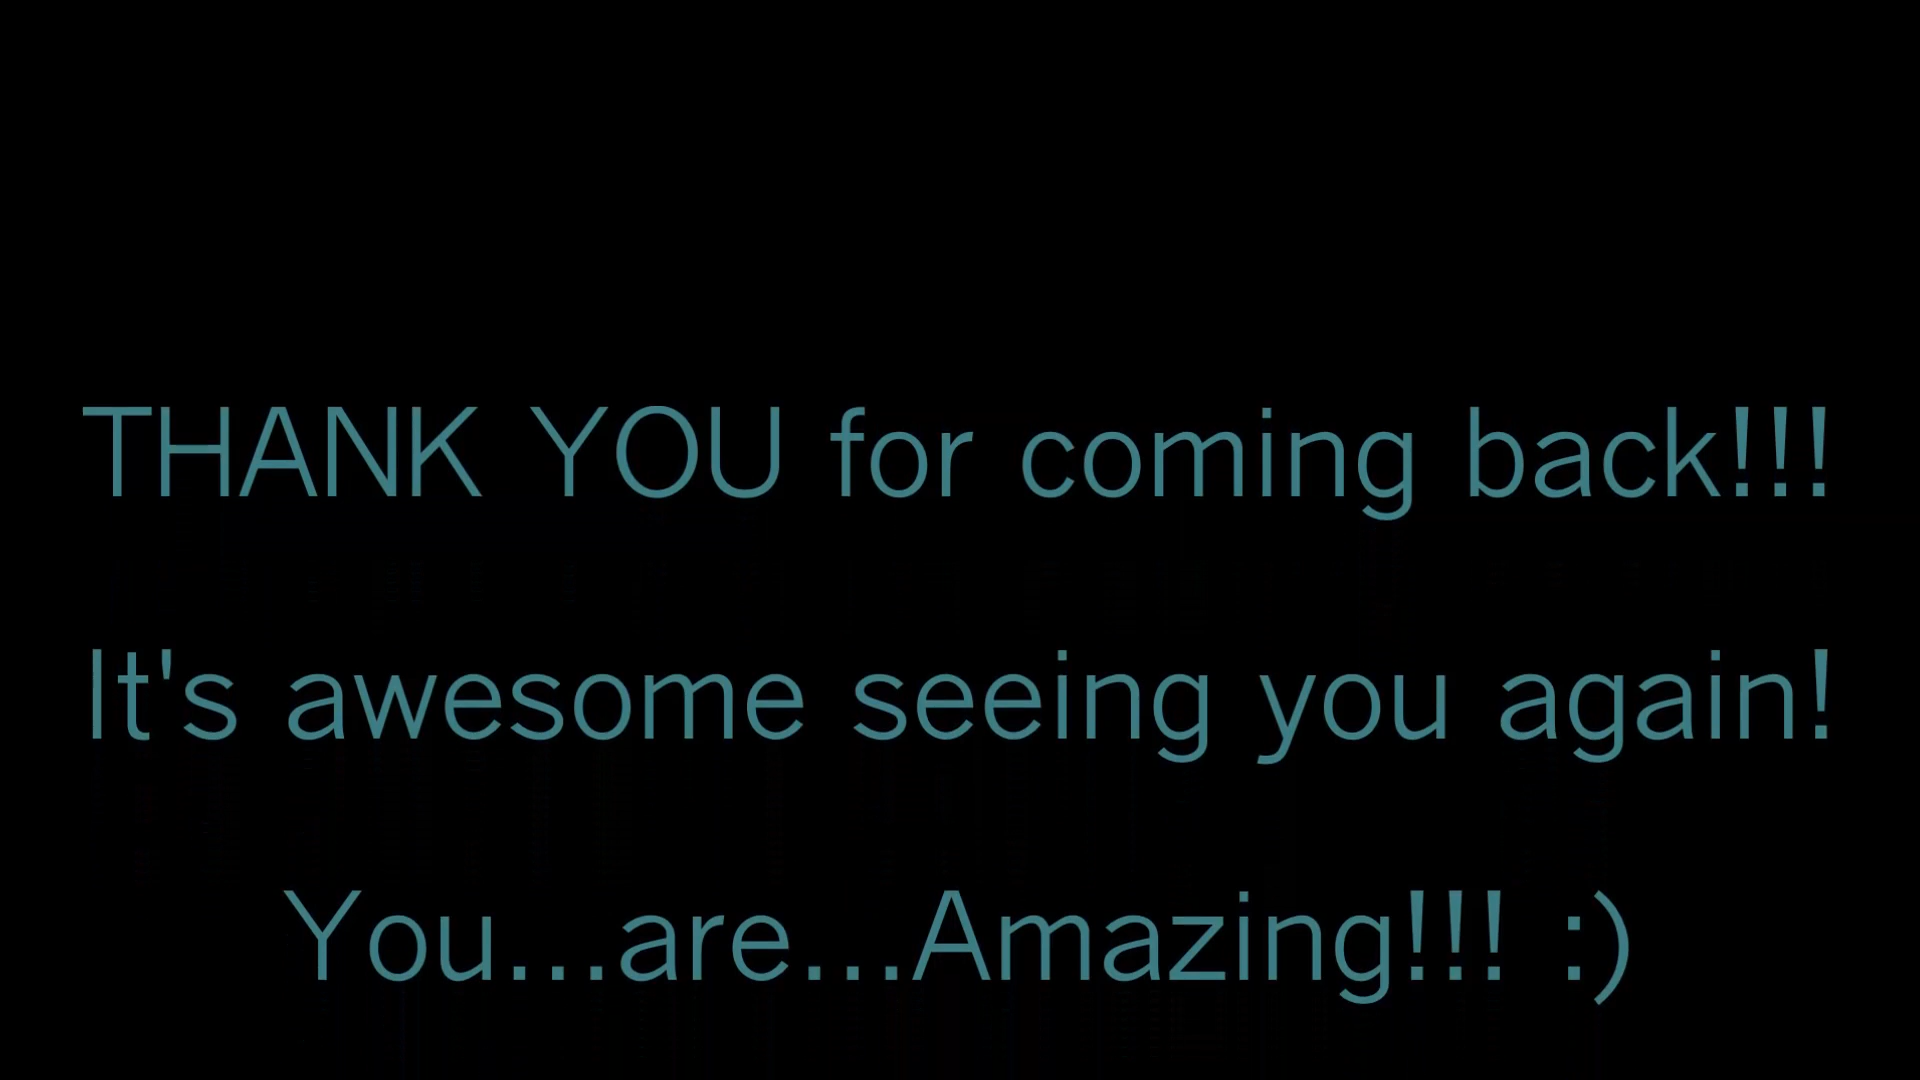 THANK YOU for coming back!!!
It's awesome seeing you again!
You...are...Amazing!!! :)